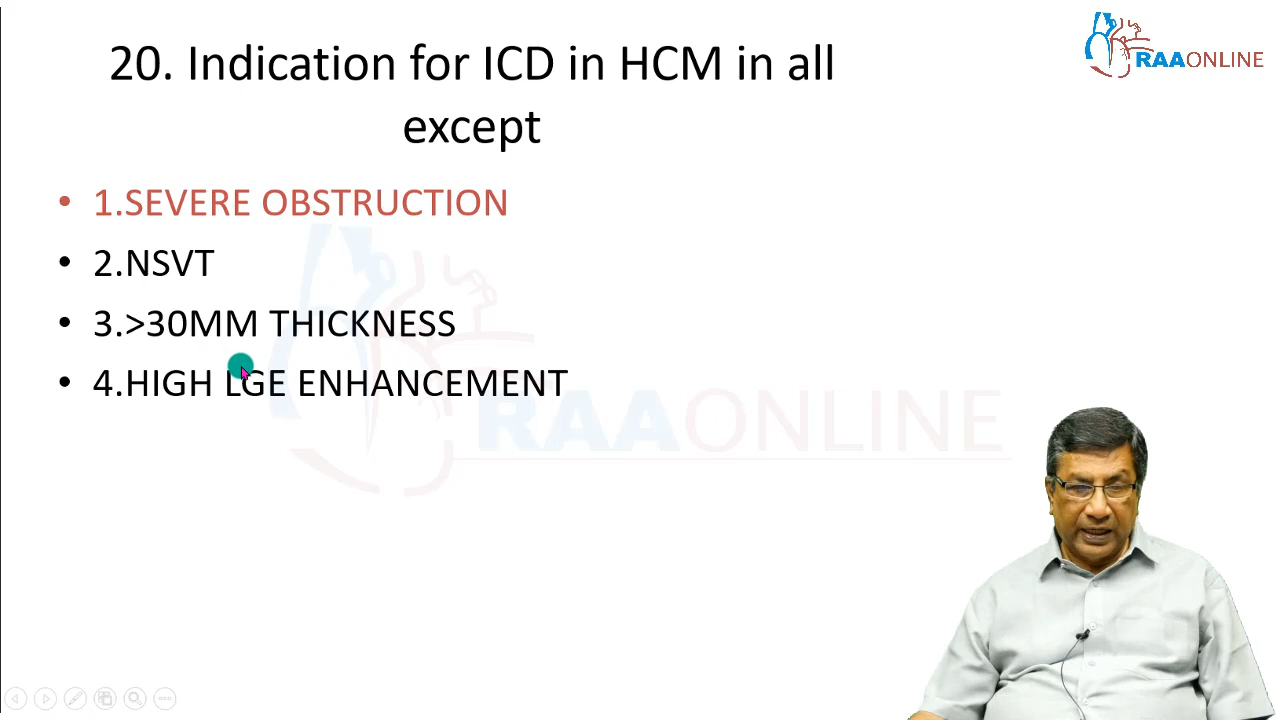 20. Indication for ICD in HCM in all
except
RAAONLINE
• 1.SEVERE OBSTRUCTION
• 2.NSVT
• 3.>30MM THICKNESS
• 4.HIGH LGE ENHANCEMENT
RAAONLINE